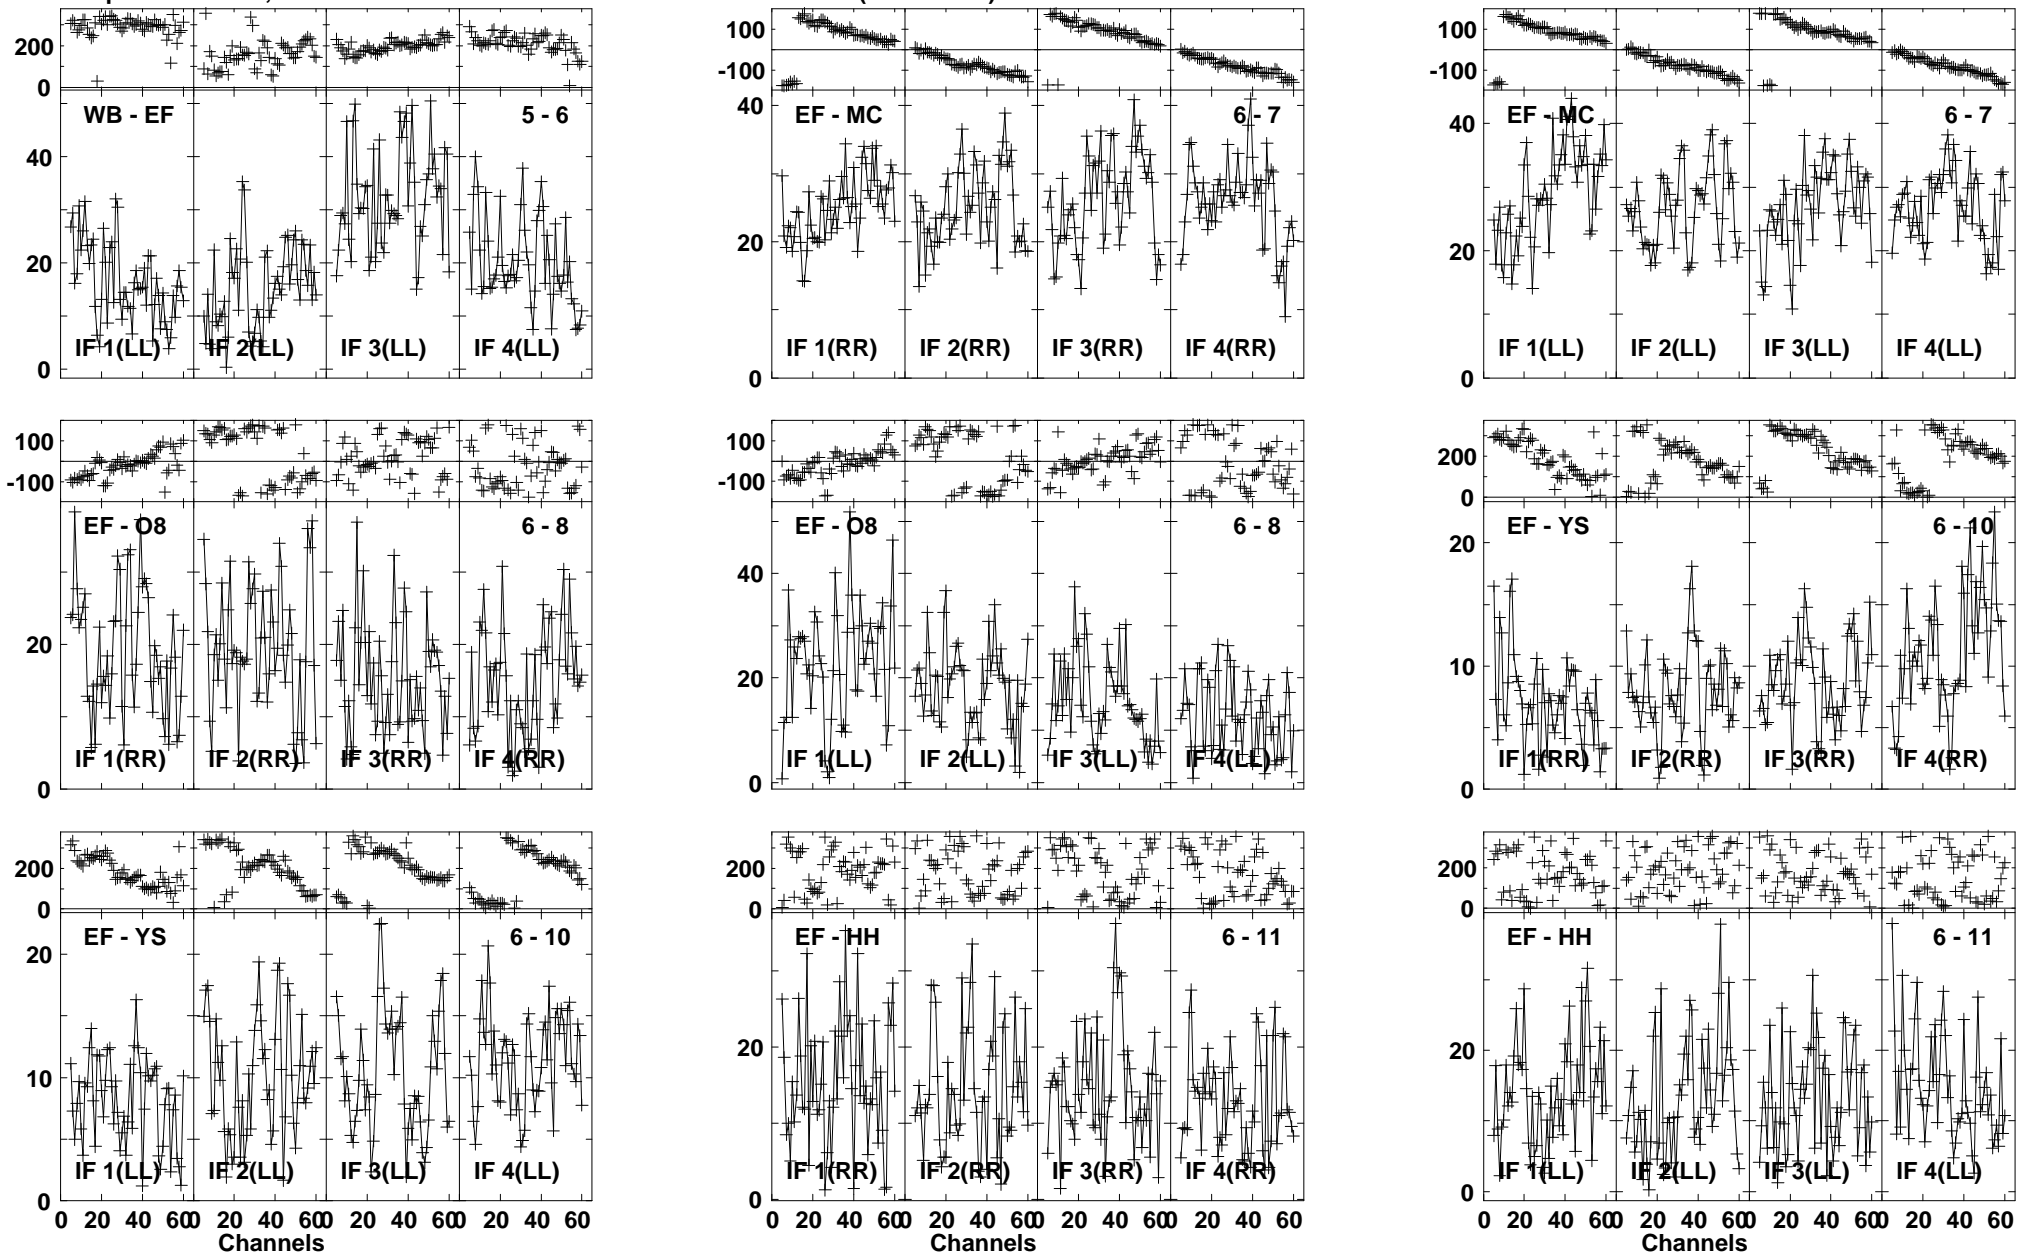 200
0
WB - EF
5 - 6
40
20
0
IF 1(LL)
IF 2(LL)
IF 3(LL)
IF 4(LL)
100
-100
EF - MC
6 - 7
40
20
0
IF 1(RR)
IF 2(RR)
IF 3(RR)
IF 4(RR)
100
-100
EF - MC
6 - 7
40
20
0
IF 1(LL)
IF 2(LL)
IF 3(LL)
IF 4(LL)
100
-100
EF - O8
6 - 8
20
0
IF 1(RR)
IF 2(RR)
IF 3(RR)
IF 4(RR)
100
-100
EF - O8
6 - 8
40
20
0
IF 1(LL)
IF 2(LL)
IF 3(LL)
IF 4(LL)
200
0
EF - YS
6 - 10
20
10
0
IF 1(RR)
IF 2(RR)
IF 3(RR)
IF 4(RR)
200
0
EF - YS
6 - 10
20
10
0
IF 1(LL)
IF 2(LL)
IF 3(LL)
IF 4(LL)
0 20 40 60 0 20 40 60 0 20 40 60 0 20 40 60
Channels
200
0
EF - HH
6 - 11
20
0
IF 1(RR)
IF 2(RR)
IF 3(RR)
IF 4(RR)
0 20 40 60 0 20 40 60 0 20 40 60 0 20 40 60
Channels
200
0
EF - HH
6 - 11
20
0
IF 1(LL)
IF 2(LL)
IF 3(LL)
IF 4(LL)
0 20 40 60 0 20 40 60 0 20 40 60 0 20 40 60
Channels